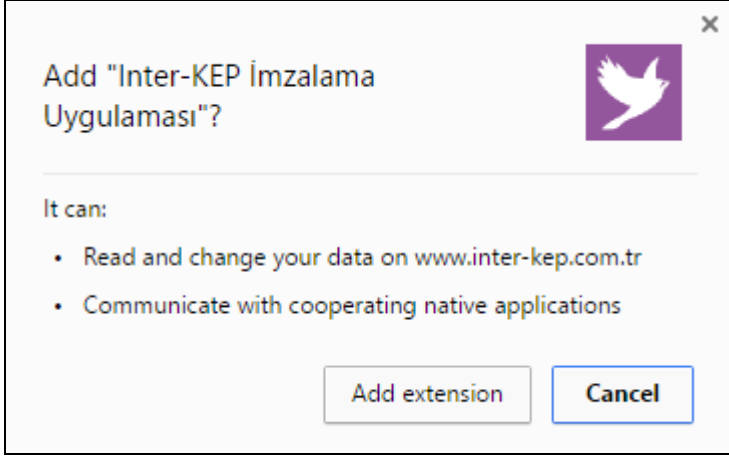 Add "Inter-KEP İmzalama
Uygulaması"?
It can:
• Read and change your data on www.inter-kep.com.tr
• Communicate with cooperating native applications
Add extension
Cancel